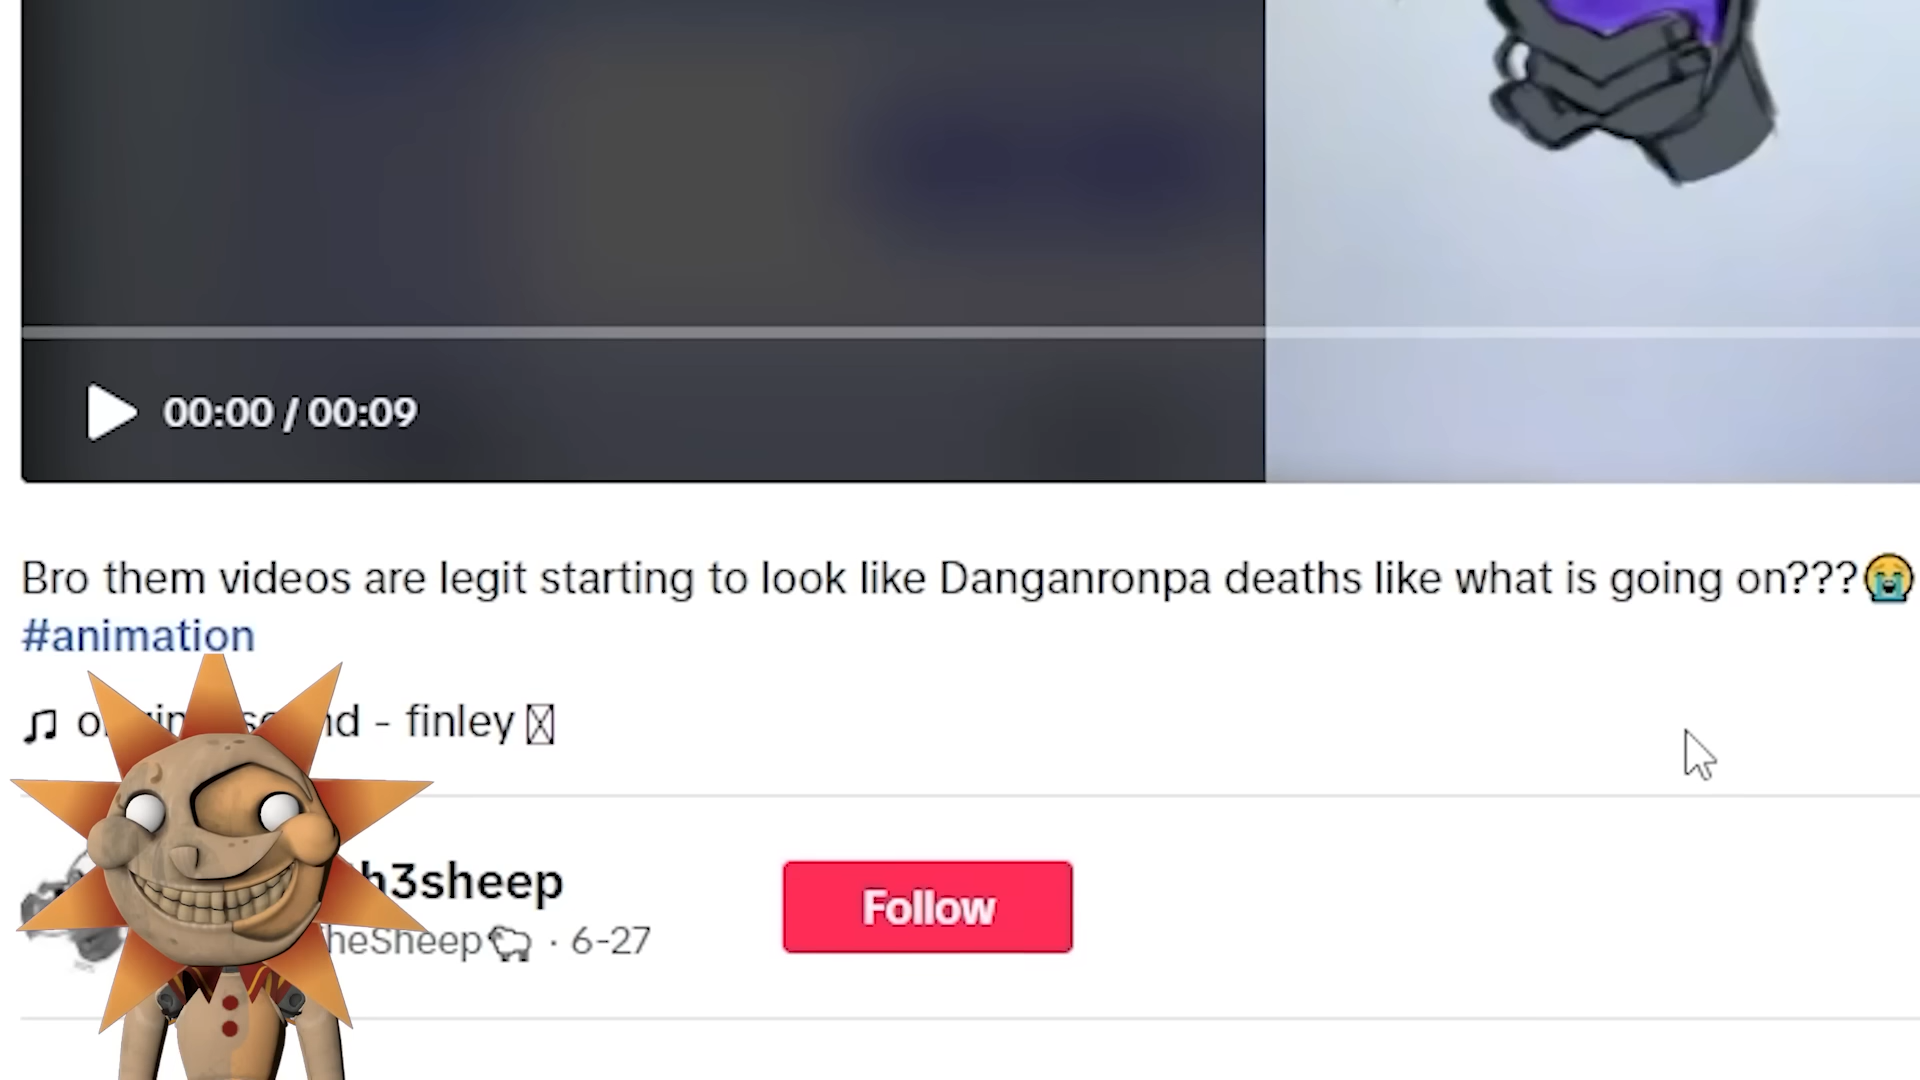 00:00 / 00:09
Bro them videos are legit starting to look like Danganronpa deaths like what is going on???😭
#animation
- finley
h3sheep
heSheep🐑 · 6-27
Follow